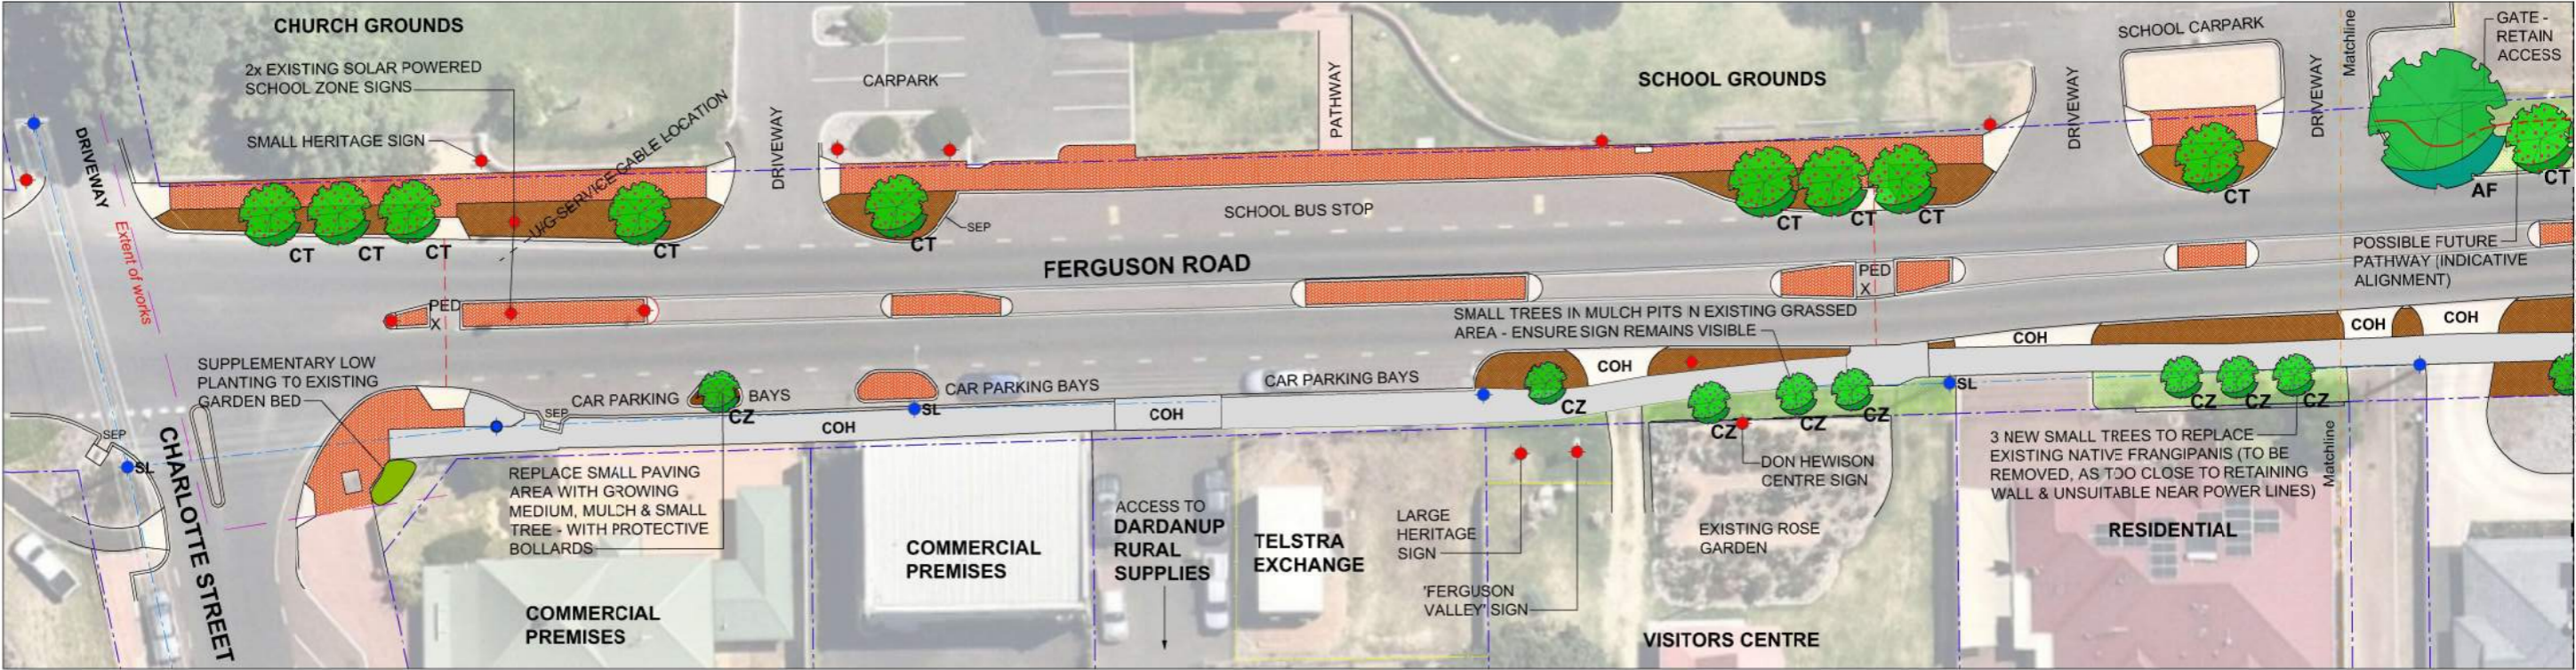 CHURCH GROUNDS
2x EXISTING SOLAR POWERED
SCHOOL ZONE SIGNS
SMALL HERITAGE SIGN
DRIVEWAY
Extent of works
U/G SERVICE CABLE LOCATION
DRIVEWAY
CARPARK
PATHWAY
SCHOOL GROUNDS
DRIVEWAY
SCHOOL CARPARK
DRIVEWAY
Matchline
GATE -
RETAIN
ACCESS
CT
CT
CT
CT
CT
SEP
SCHOOL BUS STOP
CT
CT
CT
CT
AF
CT
FERGUSON ROAD
PED
X
PED
X
POSSIBLE FUTURE
PATHWAY (INDICATIVE
ALIGNMENT)
SMALL TREES IN MULCH PITS IN EXISTING GRASSED
AREA - ENSURE SIGN REMAINS VISIBLE
SUPPLEMENTARY LOW
PLANTING TO EXISTING
GARDEN BED
CAR PARKING
BAYS
CAR PARKING BAYS
CAR PARKING BAYS
COH
COH
COH
COH
SEP
SEP
SL
CZ
COH
SL
COH
CZ
CZ
CZ
CZ
SL
CZ
CZ
CZ
CHARLOTTE STREET
REPLACE SMALL PAVING
AREA WITH GROWING
MEDIUM, MULCH & SMALL
TREE - WITH PROTECTIVE
BOLLARDS
COMMERCIAL
PREMISES
COMMERCIAL
PREMISES
ACCESS TO
DARDANUP
RURAL
SUPPLIES
TELSTRA
EXCHANGE
LARGE
HERITAGE
SIGN
'FERGUSON
VALLEY' SIGN
DON HEWISON
CENTRE SIGN
EXISTING ROSE
GARDEN
VISITORS CENTRE
3 NEW SMALL TREES TO REPLACE
EXISTING NATIVE FRANGIPANIS (TO BE
REMOVED, AS TOO CLOSE TO RETAINING
WALL & UNSUITABLE NEAR POWER LINES)
RESIDENTIAL
Matchline